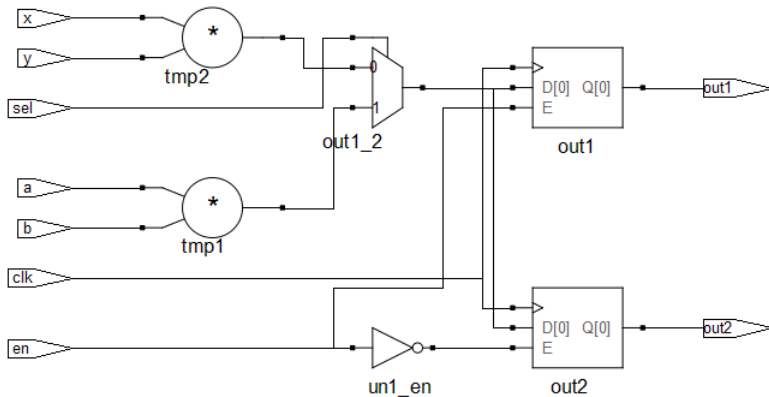 x
*
y
tmp2
sel
0
1
out1_2
D[0] Q[0]
E
out1
out1
a
*
b
tmp1
clk
en
un1_en
D[0] Q[0]
E
out2
out2